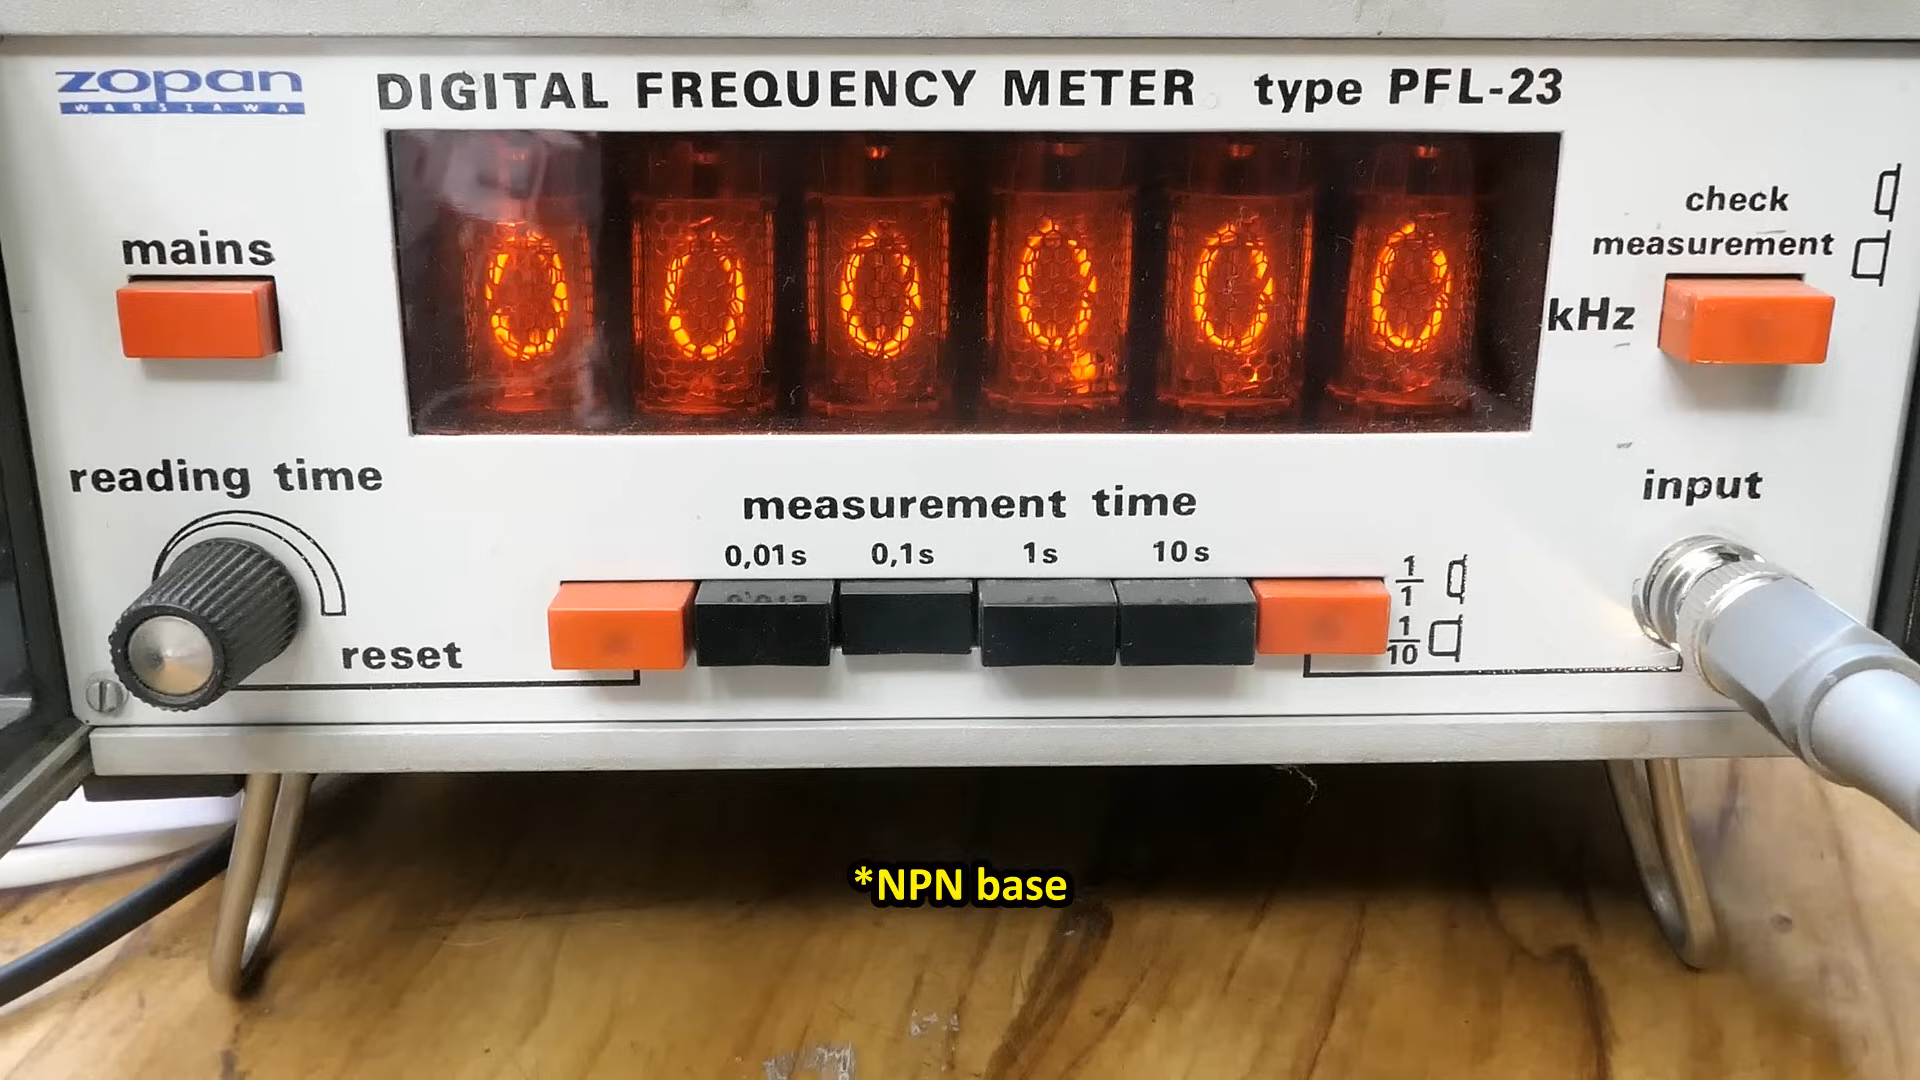 zopan
WARSZAWA
DIGITAL FREQUENCY METER type PFL-23
mains
000000
kHz
check
measurement
reading time
measurement time
input
0,01s 0,1s 1s 10s
1
1
1
10
reset
*NPN base